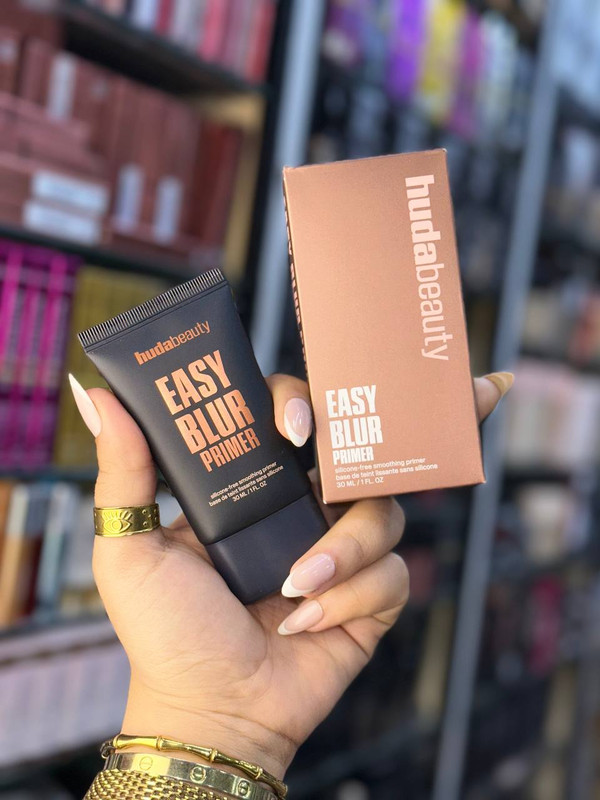 hudabeauty
EASY
BLUR
PRIMER
silicone-free smoothing primer
base de teint lissante sans silicone
30 ML / 1 FL. OZ
hudabeauty
EASY
BLUR
PRIMER
silicone-free smoothing primer
base de teint lissante sans silicone
30 ML / 1 FL. OZ